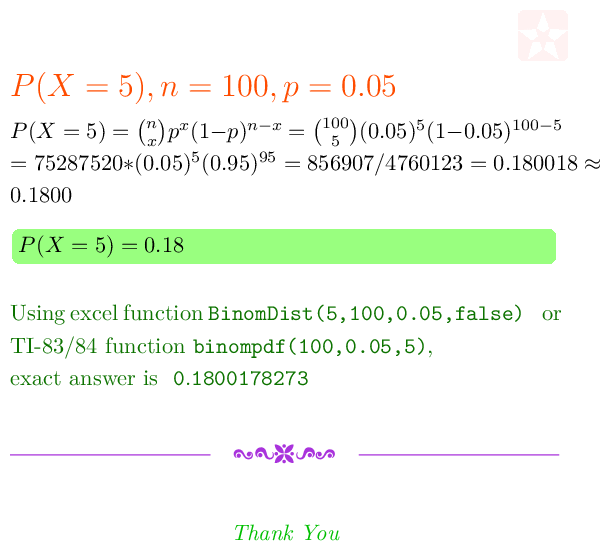 P(X = 5), n = 100, p = 0.05
P(X = 5) = \binom{n}{x}p^x(1−p)^{n−x} = \binom{100}{5}(0.05)^5(1−0.05)^{100−5}
= 75287520∗(0.05)^5(0.95)^{95} = 856907/4760123 = 0.180018 ≈
0.1800
P(X = 5) = 0.18
Using excel function BinomDist(5,100,0.05,false) or
TI-83/84 function binompdf(100,0.05,5),
exact answer is 0.1800178273
Thank You